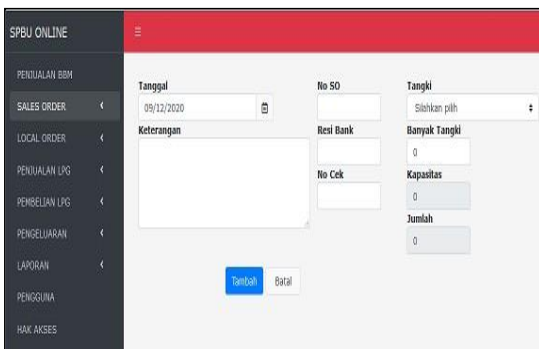 SPBU ONLINE
PENJUALAN BBM
SALES ORDER
LOCAL ORDER
PENJUALAN LPG
PEMBELIAN LPG
PENGELUARAN
LAPORAN
PENGGUNA
HAK AKSES
Tanggal
09/12/2020
Keterangan
No SO
Resi Bank
No Cek
Tangki
Silahkan pilih
Banyak Tangki
0
Kapasitas
0
Jumlah
0
Tambah Batal